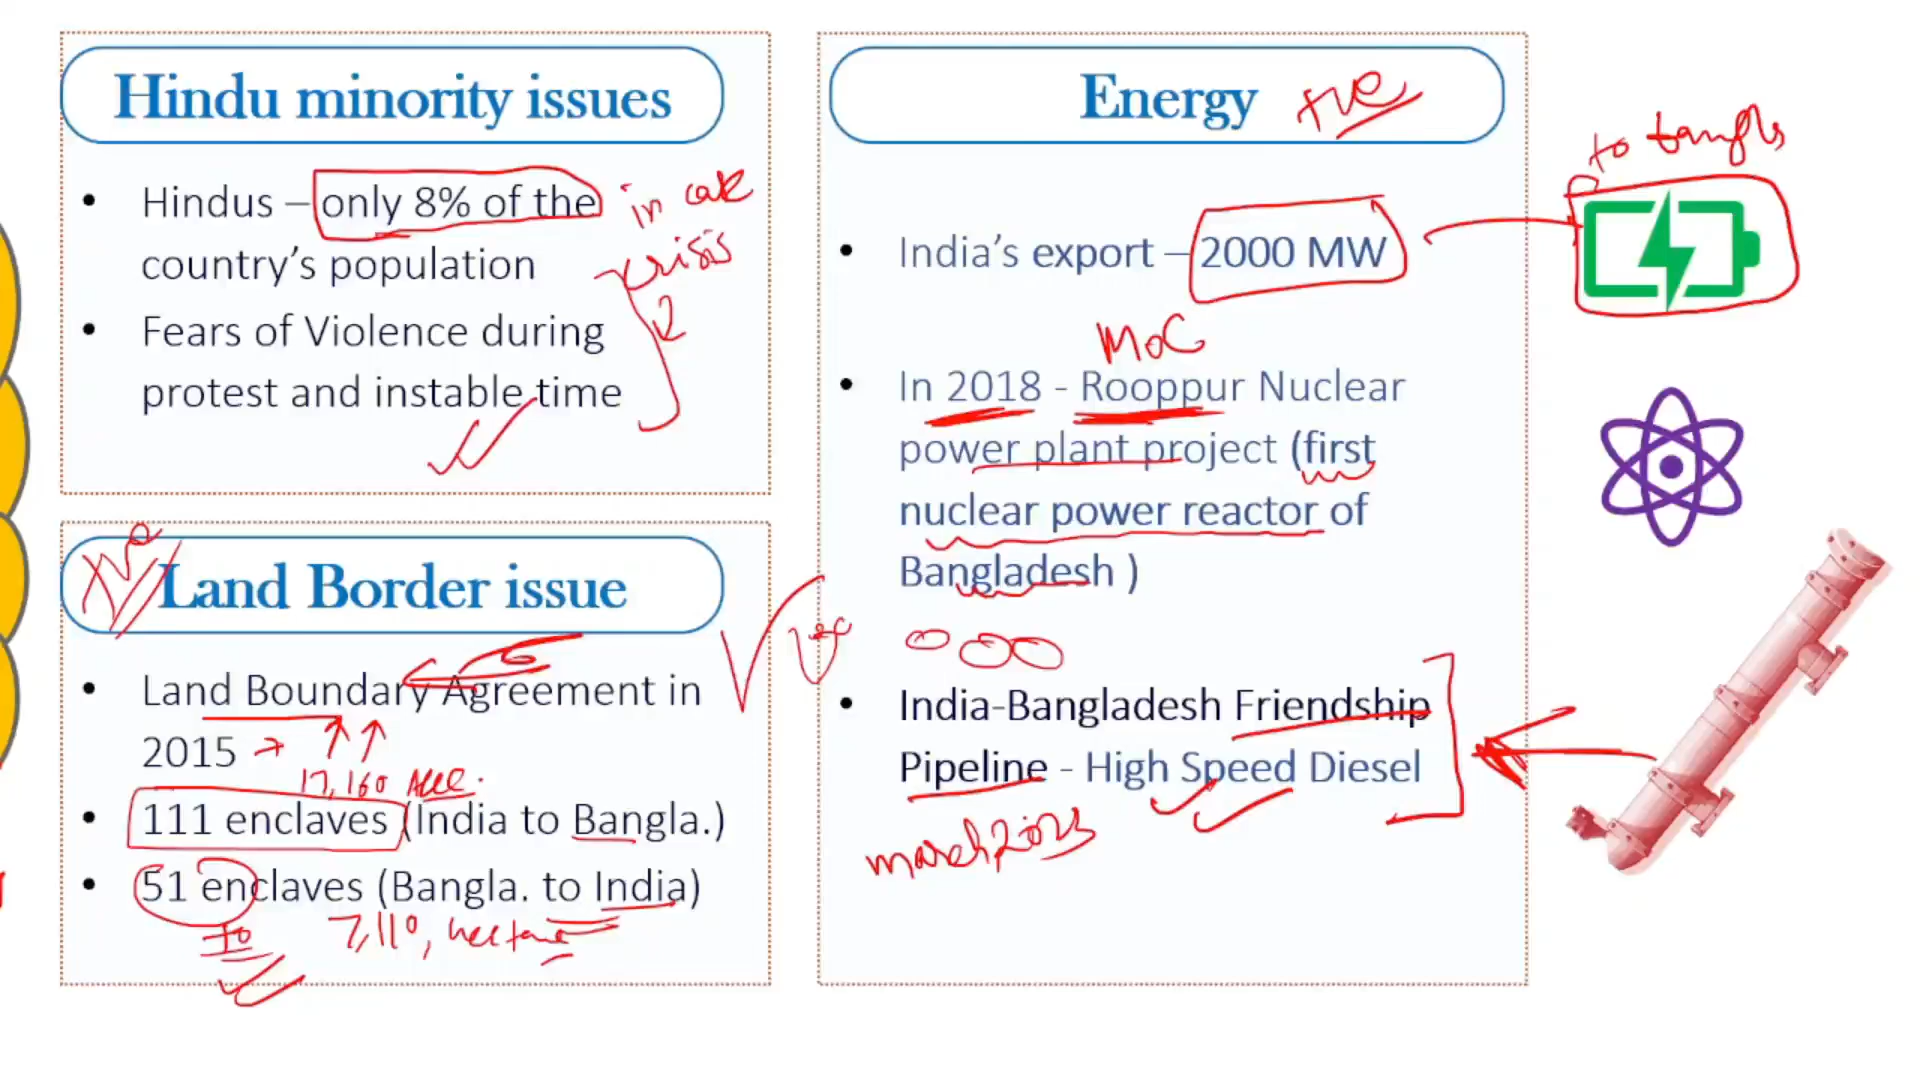 Hindu minority issues
• Hindus – only 8% of the
country's population
in case
crisis
• Fears of Violence during
protest and instable time
Land Border issue
• Land Boundary Agreement in
2015 →
17,160 Acre.
• 111 enclaves (India to Bangla.)
• 51 enclaves (Bangla. to India)
to
7,110, hectare
Energy +ve
to bangla
• India's export – 2000 MW
MoC
• In 2018 - Rooppur Nuclear
power plant project (first
nuclear power reactor of
Bangladesh )
• India-Bangladesh Friendship
Pipeline - High Speed Diesel
march, 2023